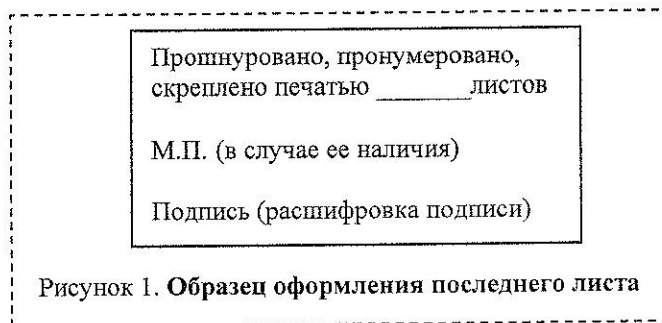 Прошнуровано, пронумеровано,
скреплено печатью ________листов
М.П. (в случае ее наличия)
Подпись (расшифровка подписи)
Рисунок 1. Образец оформления последнего листа